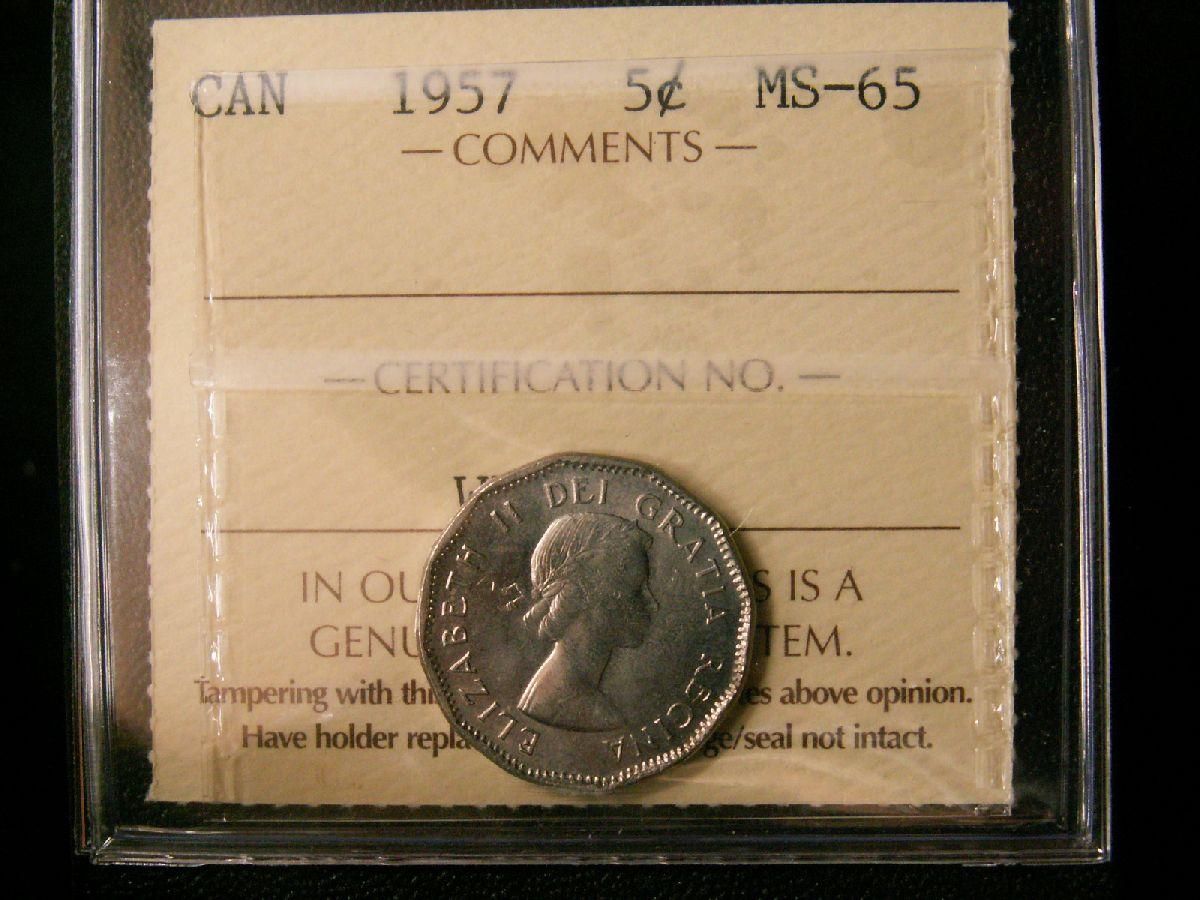 CAN 1957 5¢ MS-65
— COMMENTS —
— CERTIFICATION NO. —
ELIZABETH II DEI GRATIA REGINA
IN OU S IS A
GENU TEM.
Tampering with thi es above opinion.
Have holder repla ge/seal not intact.